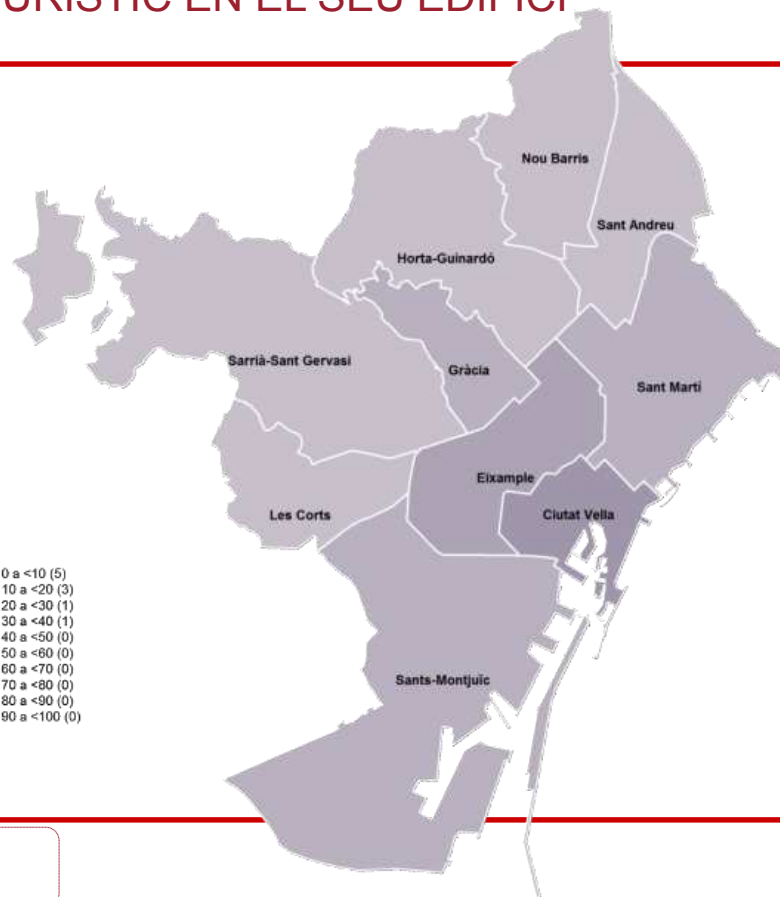 URÍSTIC EN EL SEU EDIFICI
Nou Barris
Sant Andreu
Horta-Guinardó
Sarrià-Sant Gervasi
Gràcia
Sant Martí
Eixample
Les Corts
Ciutat Vella
0 a <10 (5)
10 a <20 (3)
20 a <30 (1)
30 a <40 (1)
40 a <50 (0)
50 a <60 (0)
60 a <70 (0)
70 a <80 (0)
80 a <90 (0)
90 a <100 (0)
Sants-Montjuïc